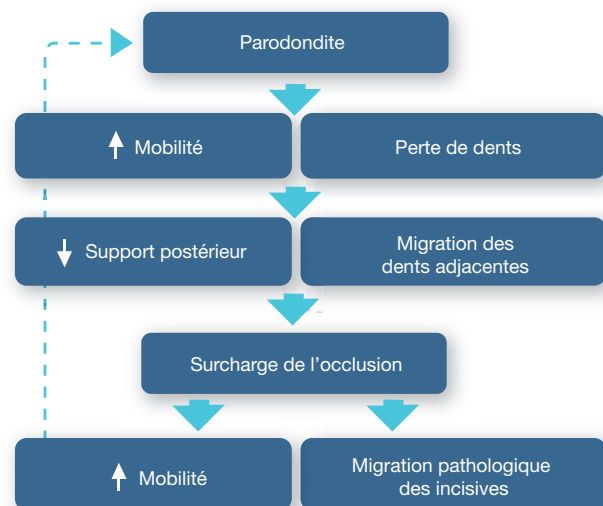 Parodondite
Mobilité
Perte de dents
Support postérieur
Migration des
dents adjacentes
Surcharge de l’occlusion
Mobilité
Migration pathologique
des incisives